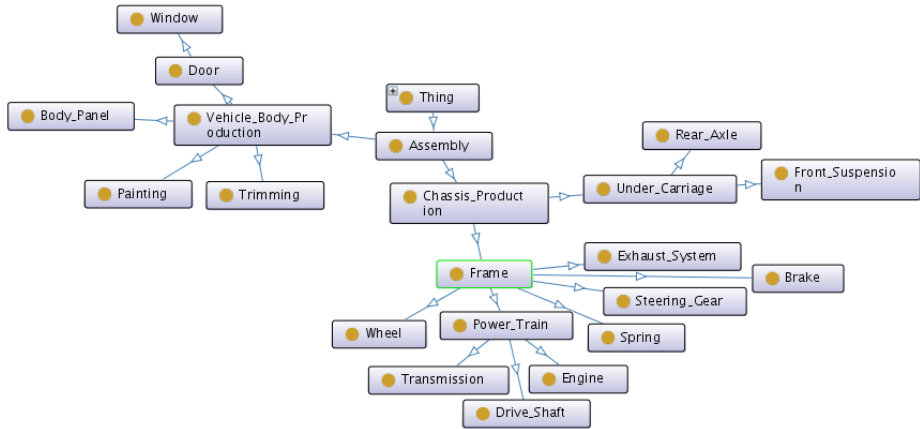 Window
Door
Thing
Body_Panel
Vehicle_Body_Pr
oduction
Assembly
Rear_Axle
Painting
Trimming
Chassis_Product
ion
Under_Carriage
Front_Suspensio
n
Exhaust_System
Frame
Brake
Steering_Gear
Wheel
Power_Train
Spring
Transmission
Engine
Drive_Shaft